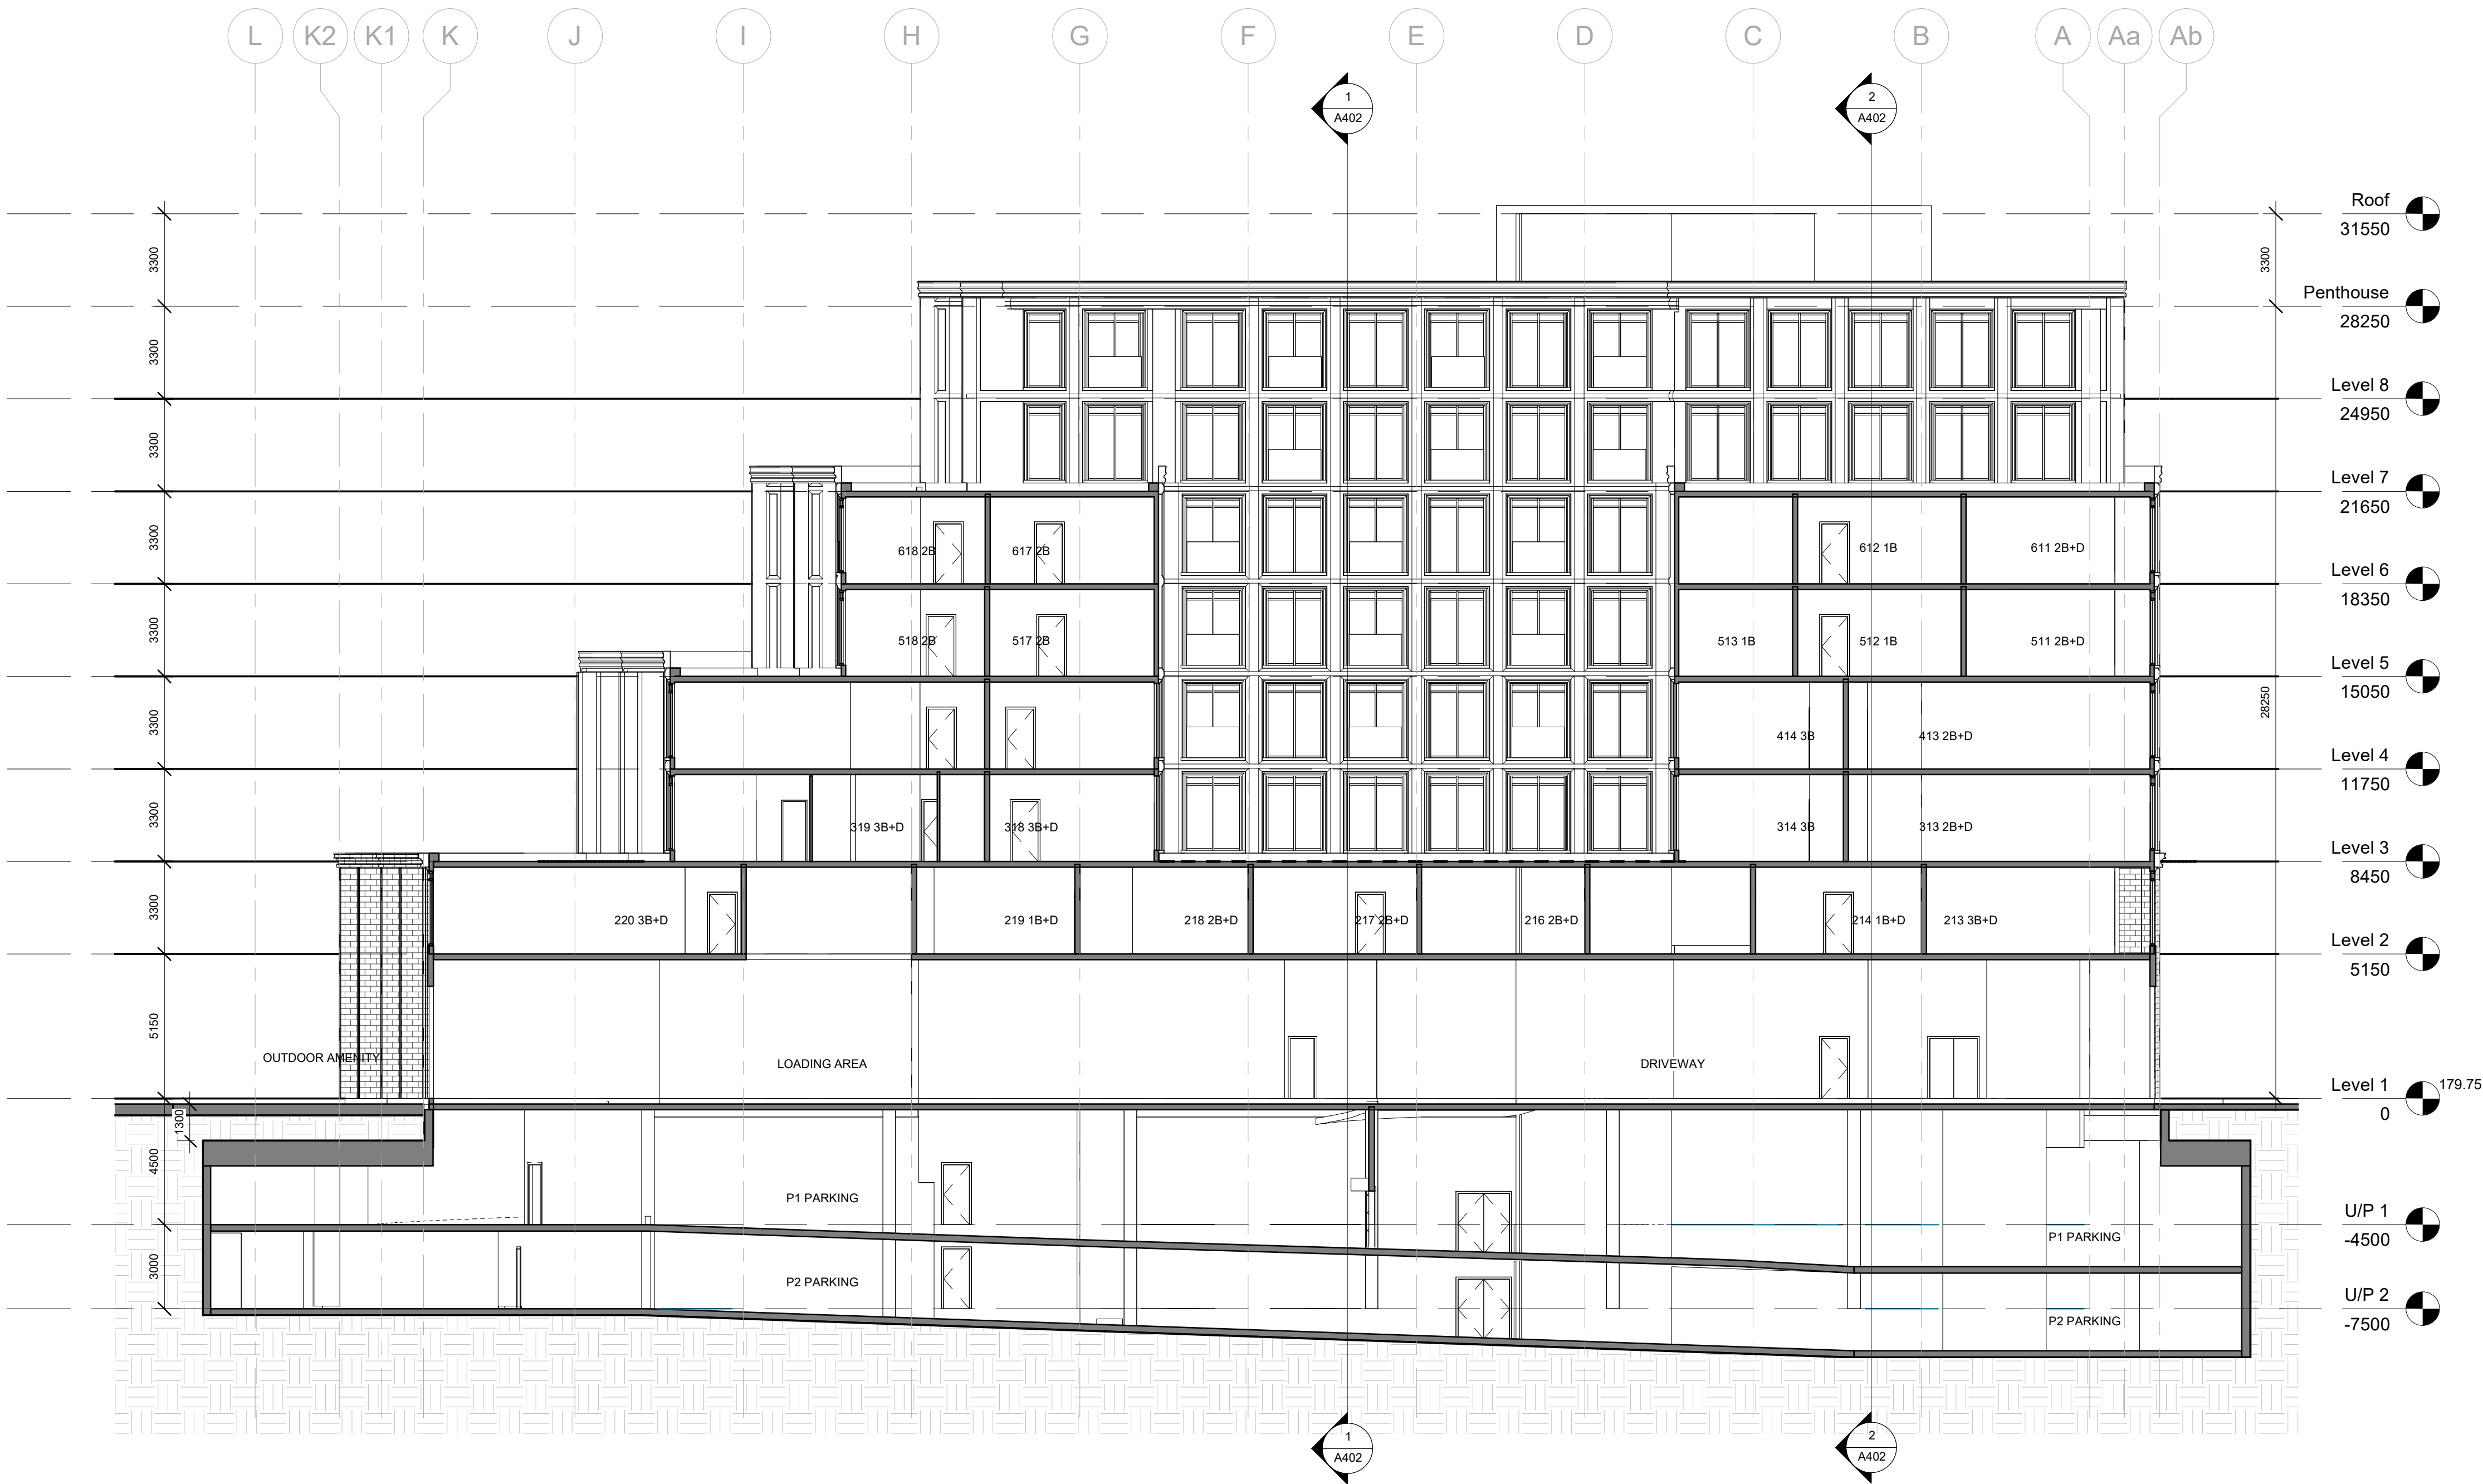 L
K2
K1
K
J
I
H
G
F
E
D
C
B
A
Aa
Ab
1
A402
2
A402
Roof
31550
3300
3300
Penthouse
28250
3300
Level 8
24950
3300
Level 7
21650
3300
618 2B
617 2B
612 1B
611 2B+D
Level 6
18350
3300
518 2B
517 2B
513 1B
512 1B
511 2B+D
Level 5
15050
3300
28250
414 3B
413 2B+D
Level 4
11750
3300
319 3B+D
318 3B+D
314 3B
313 2B+D
Level 3
8450
3300
220 3B+D
219 1B+D
218 2B+D
217 2B+D
216 2B+D
214 1B+D
213 3B+D
Level 2
5150
5150
OUTDOOR AMENITY
LOADING AREA
DRIVEWAY
Level 1
179.75
0
1300
4500
P1 PARKING
U/P 1
-4500
P1 PARKING
3000
P2 PARKING
U/P 2
-7500
P2 PARKING
1
A402
2
A402